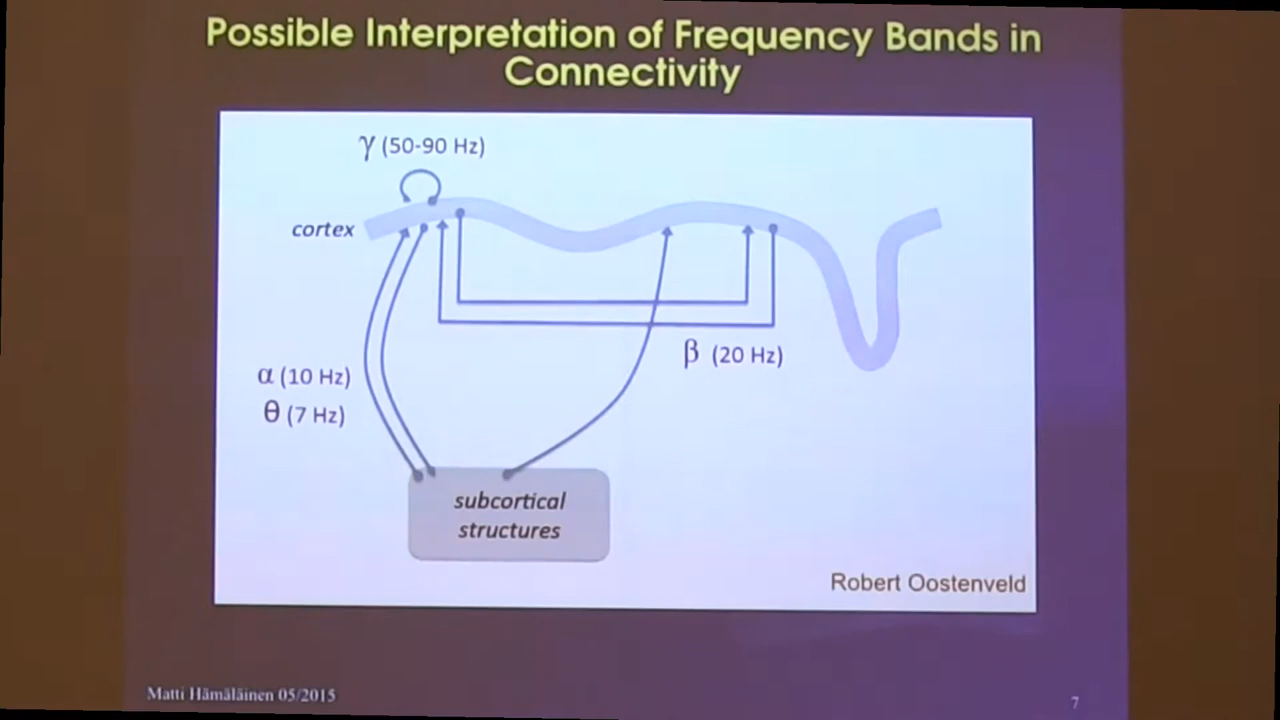 Possible Interpretation of Frequency Bands in
Connectivity
γ (50-90 Hz)
cortex
β (20 Hz)
α (10 Hz)
θ (7 Hz)
subcortical
structures
Robert Oostenveld
Matti Hämäläinen 05/2015
7